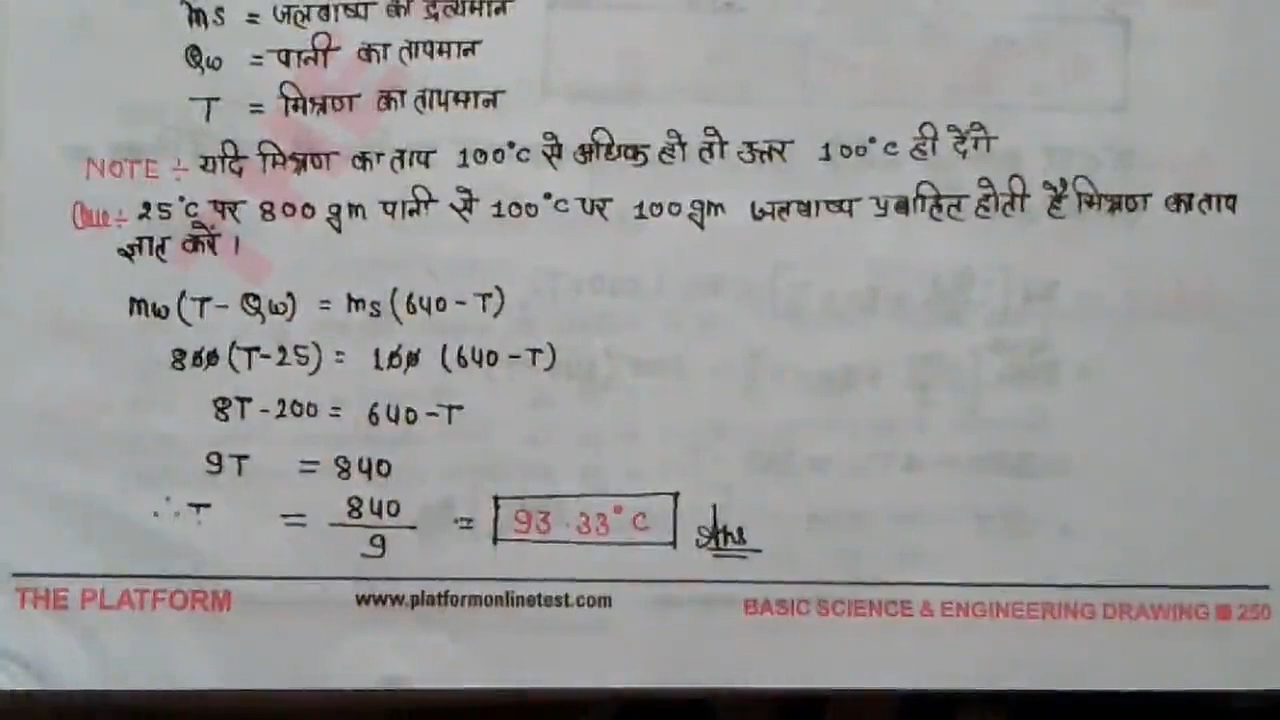 ms = जलवाष्प का द्रव्यमान
Qw = पानी का तापमान
T = मिश्रण का तापमान
NOTE ÷ यदि मिश्रण का ताप 100°C से अधिक हो तो उत्तर 100°C ही देंगे
Que ÷ 25°C पर 800 gm पानी से 100°C पर 100gm जलवाष्प प्रवाहित होती है मिश्रण का ताप
ज्ञात करें।
mw (T - Qw) = ms (640 - T)
800 (T-25) = 100 (640 - T)
8T - 200 = 640 - T
9T = 840
∴ T = 840/9 = 93.33°C Ans
THE PLATFORM www.platformonlinetest.com BASIC SCIENCE & ENGINEERING DRAWING ■ 250